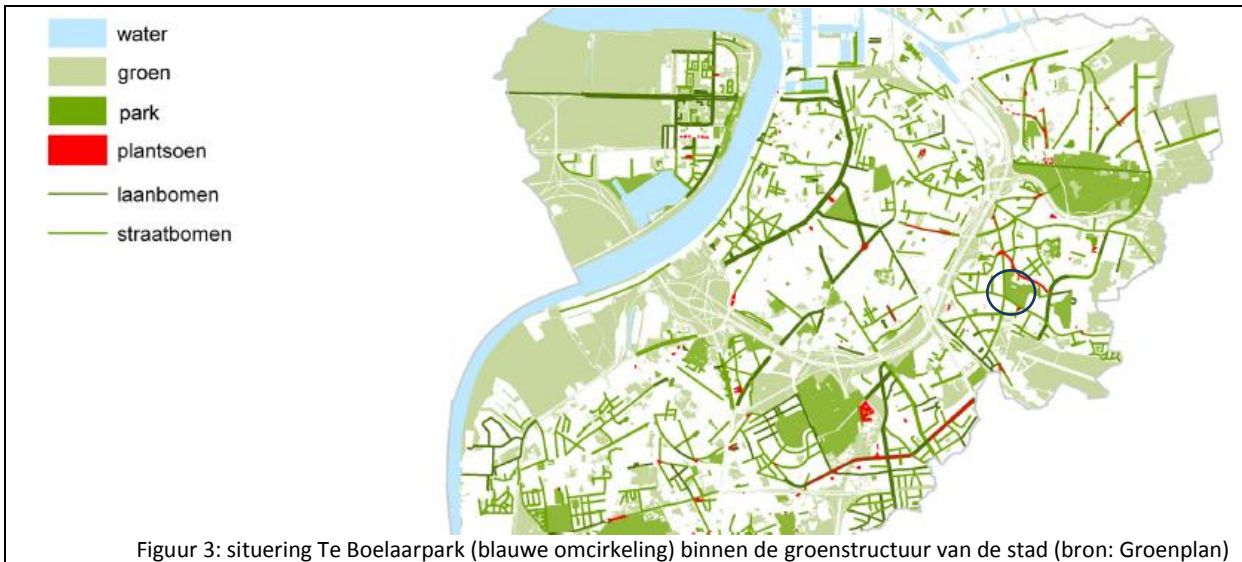 water
groen
park
plantsoen
laanbomen
straatbomen
Figuur 3: situering Te Boelaarpark (blauwe omcirkeling) binnen de groenstructuur van de stad (bron: Groenplan)